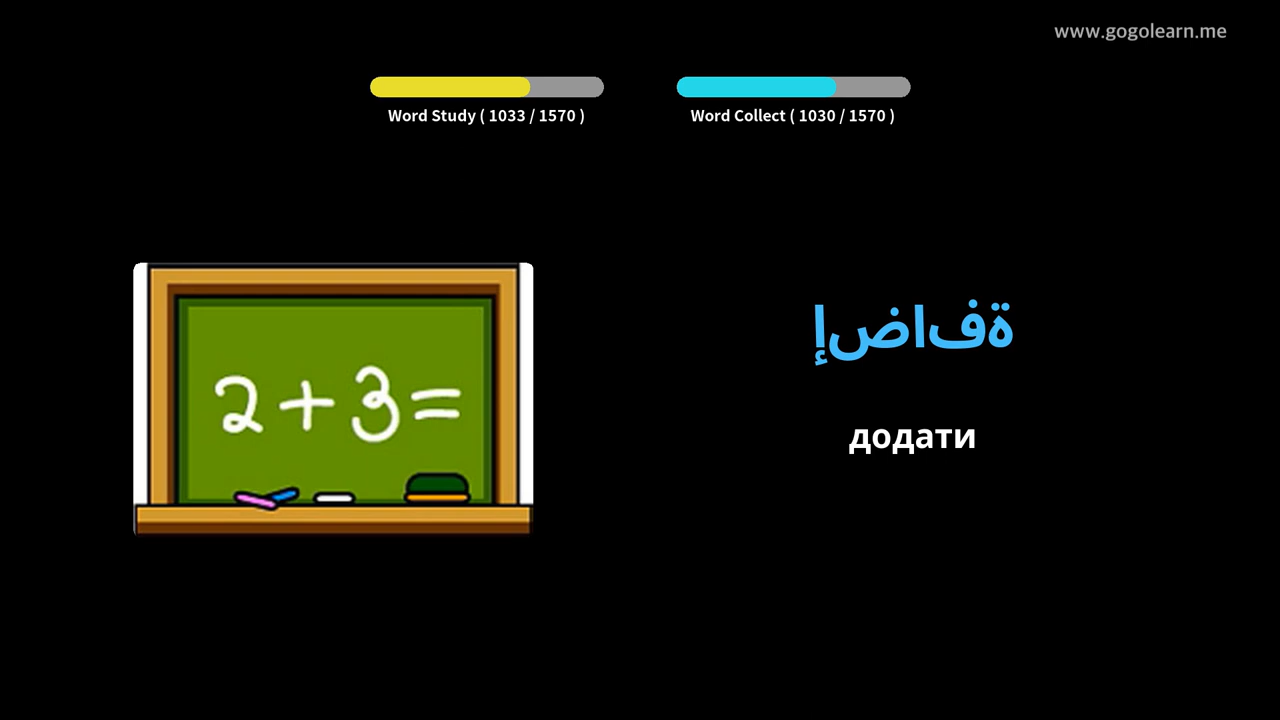 www.gogolearn.me
Word Study ( 1033 / 1570 )
Word Collect ( 1030 / 1570 )
2 + 3 =
ةفاضإ
додати